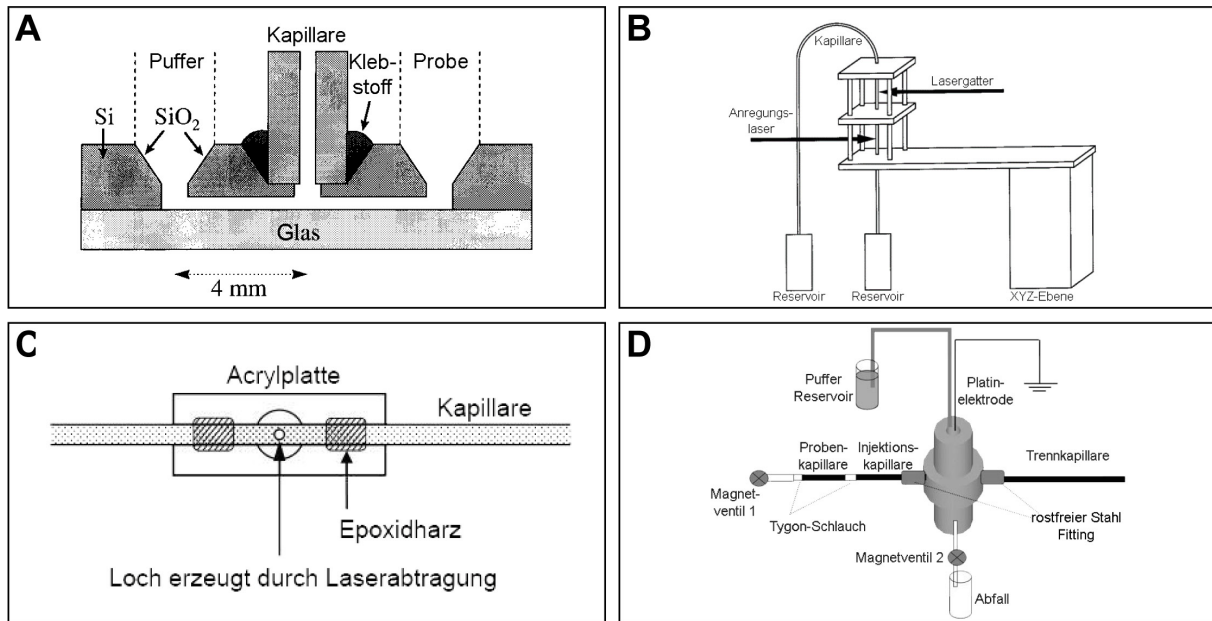 A
Kapillare
Puffer
Kleb-
stoff
Probe
Si
SiO2
Glas
4 mm
B
Kapillare
Lasergatter
Anregungs-
laser
Reservoir
Reservoir
XYZ-Ebene
C
Acrylplatte
Kapillare
Epoxidharz
Loch erzeugt durch Laserabtragung
D
Puffer
Reservoir
Platin-
elektrode
Proben-
kapillare
Injektions-
kapillare
Trennkapillare
Magnet-
ventil 1
Tygon-Schlauch
rostfreier Stahl
Fitting
Magnetventil 2
Abfall